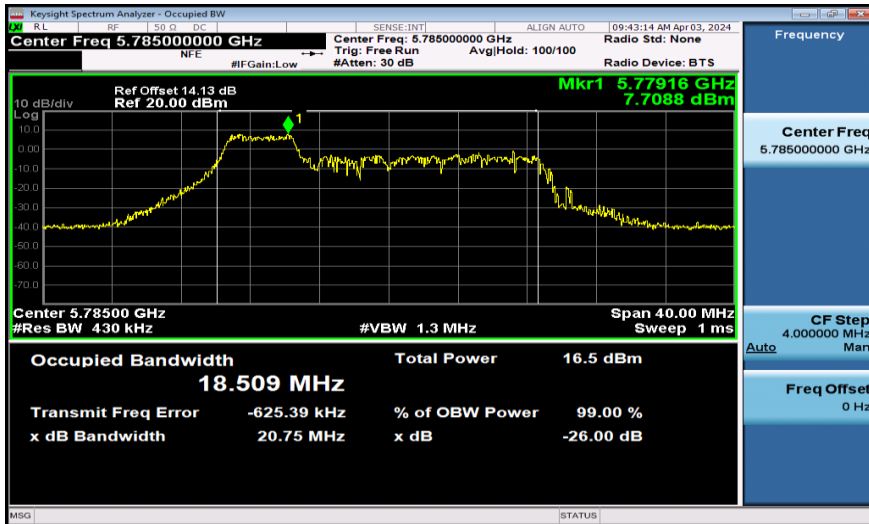 Keysight Spectrum Analyzer - Occupied BW
LXI RL RF 50 Ω DC SENSE:INT ALIGN AUTO 09:43:14 AM Apr 03, 2024
Center Freq 5.785000000 GHz
NFE
#IFGain:Low
Center Freq: 5.785000000 GHz
Trig: Free Run Avg|Hold: 100/100
#Atten: 30 dB
Radio Std: None
Radio Device: BTS
Ref Offset 14.13 dB
10 dB/div Ref 20.00 dBm
Mkr1 5.77916 GHz
7.7088 dBm
Log
10.0
0.00
-10.0
-20.0
-30.0
-40.0
-50.0
-60.0
-70.0
1
Center 5.78500 GHz Span 40.00 MHz
#Res BW 430 kHz #VBW 1.3 MHz Sweep 1 ms
Occupied Bandwidth Total Power 16.5 dBm
18.509 MHz
Transmit Freq Error -625.39 kHz % of OBW Power 99.00 %
x dB Bandwidth 20.75 MHz x dB -26.00 dB
Frequency
Center Freq
5.785000000 GHz
CF Step
4.000000 MHz
Auto Man
Freq Offset
0 Hz
MSG STATUS